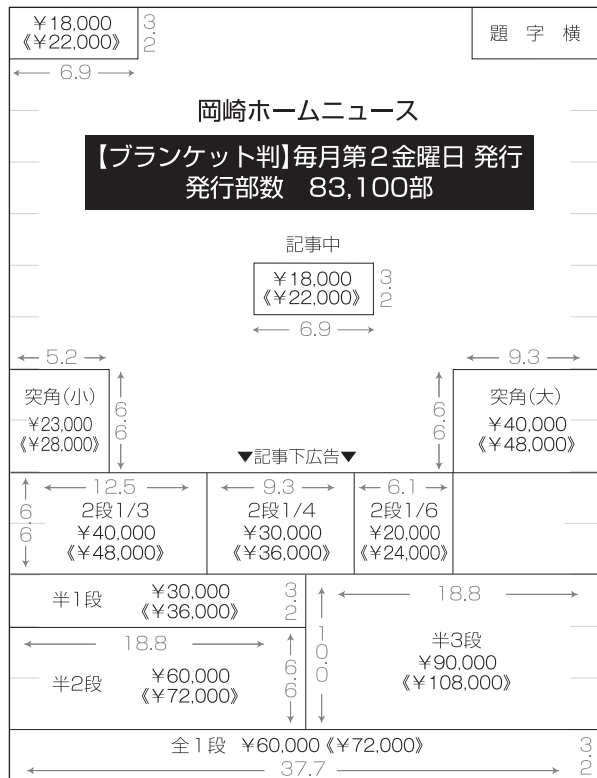 ¥18,000
《¥22,000》
3.2
6.9
題字横
岡崎ホームニュース
【ブランケット判】毎月第2金曜日 発行
発行部数 83,100部
記事中
¥18,000
《¥22,000》
3.2
6.9
5.2
9.3
突角(小)
¥23,000
《¥28,000》
6.6
6.6
突角(大)
¥40,000
《¥48,000》
▼記事下広告▼
6.6
12.5
2段1/3
¥40,000
《¥48,000》
9.3
2段1/4
¥30,000
《¥36,000》
6.1
2段1/6
¥20,000
《¥24,000》
半1段
¥30,000
《¥36,000》
3.2
18.8
半2段
¥60,000
《¥72,000》
6.6
10.0
18.8
半3段
¥90,000
《¥108,000》
全1段 ¥60,000《¥72,000》
37.7
3.2